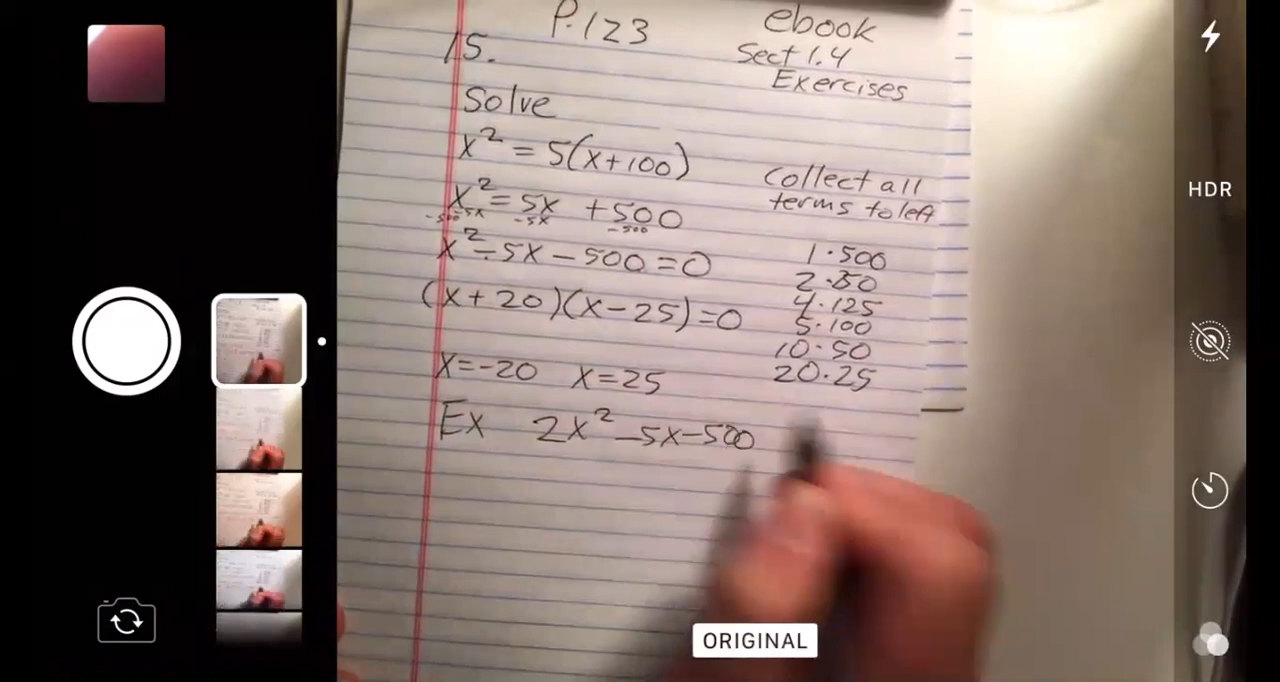 P.123
ebook
Sect 1.4
Exercises
15.
Solve
x² = 5(x+100)
collect all
terms to left
x² = 5x + 500
-500 -5x -5x -500
x² - 5x - 500 = 0
(x+20)(x-25)=0
x=-20 x=25
1·500
2·50
4·125
5·100
10·50
20·25
Ex 2x² -5x-500
HDR
ORIGINAL